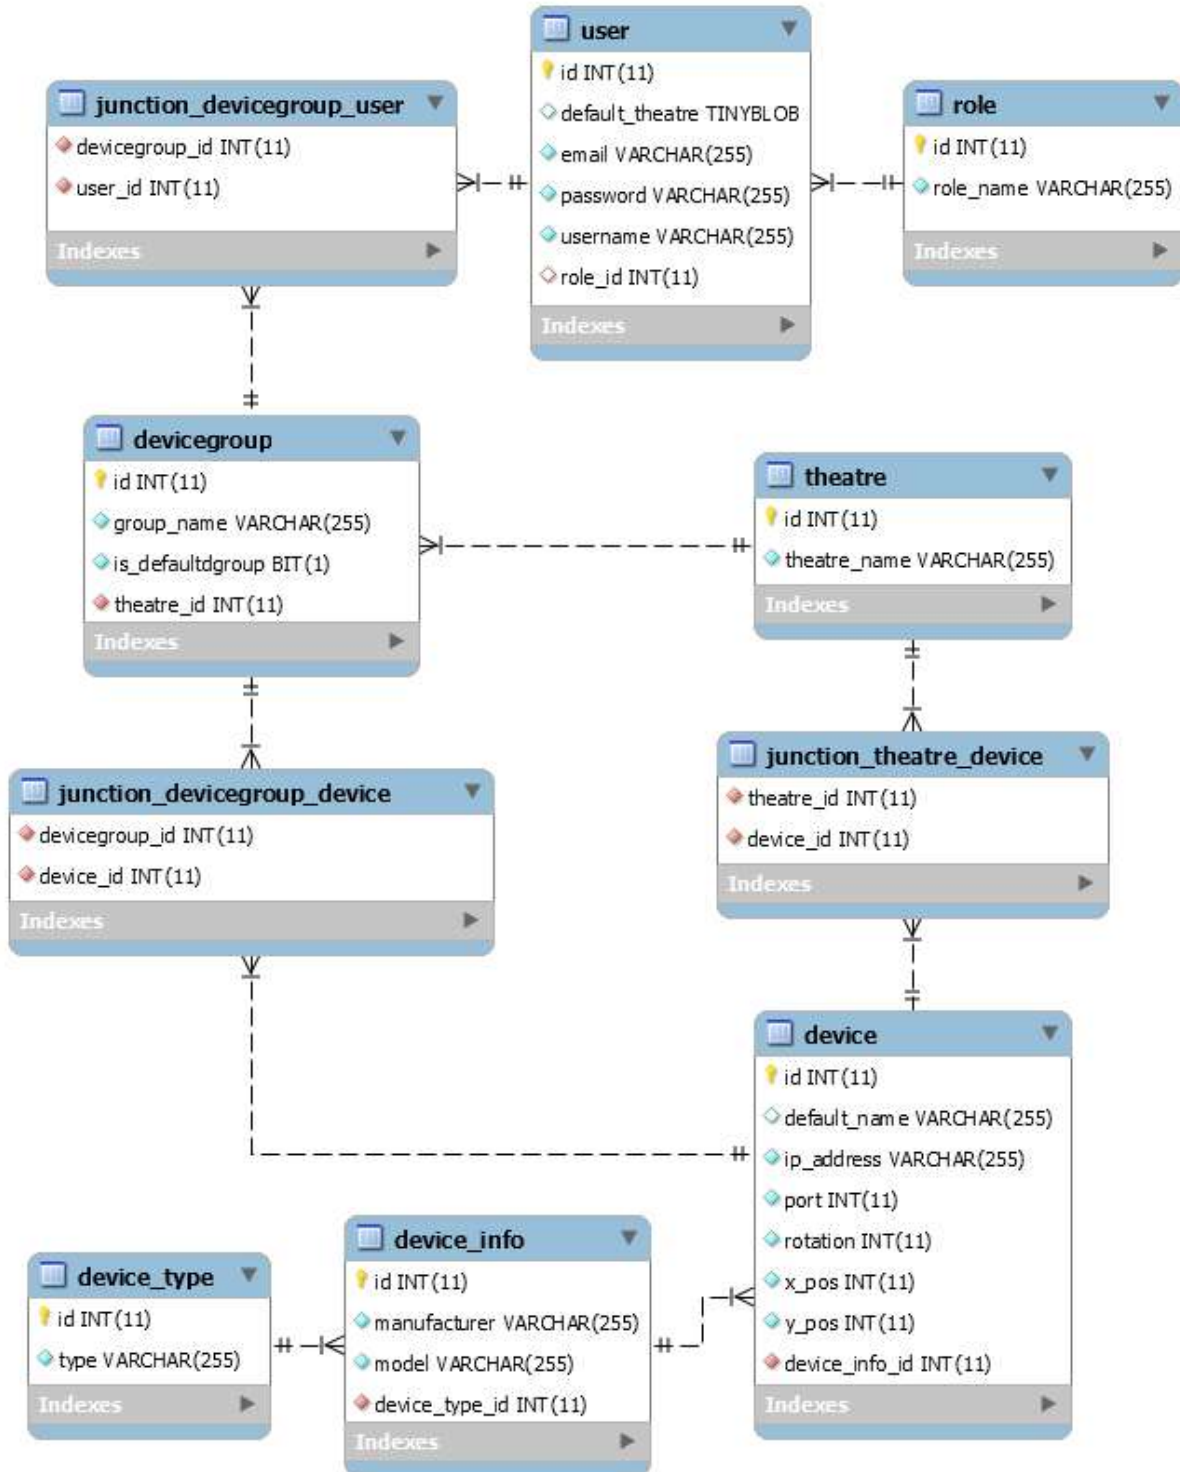 user
id INT(11)
default_theatre TINYBLOB
email VARCHAR(255)
password VARCHAR(255)
username VARCHAR(255)
role_id INT(11)
Indexes
junction_devicegroup_user
devicegroup_id INT(11)
user_id INT(11)
Indexes
role
id INT(11)
role_name VARCHAR(255)
Indexes
devicegroup
id INT(11)
group_name VARCHAR(255)
is_defaultdgroup BIT(1)
theatre_id INT(11)
Indexes
theatre
id INT(11)
theatre_name VARCHAR(255)
Indexes
junction_devicegroup_device
devicegroup_id INT(11)
device_id INT(11)
Indexes
junction_theatre_device
theatre_id INT(11)
device_id INT(11)
Indexes
device
id INT(11)
default_name VARCHAR(255)
ip_address VARCHAR(255)
port INT(11)
rotation INT(11)
x_pos INT(11)
y_pos INT(11)
device_info_id INT(11)
Indexes
device_type
id INT(11)
type VARCHAR(255)
Indexes
device_info
id INT(11)
manufacturer VARCHAR(255)
model VARCHAR(255)
device_type_id INT(11)
Indexes